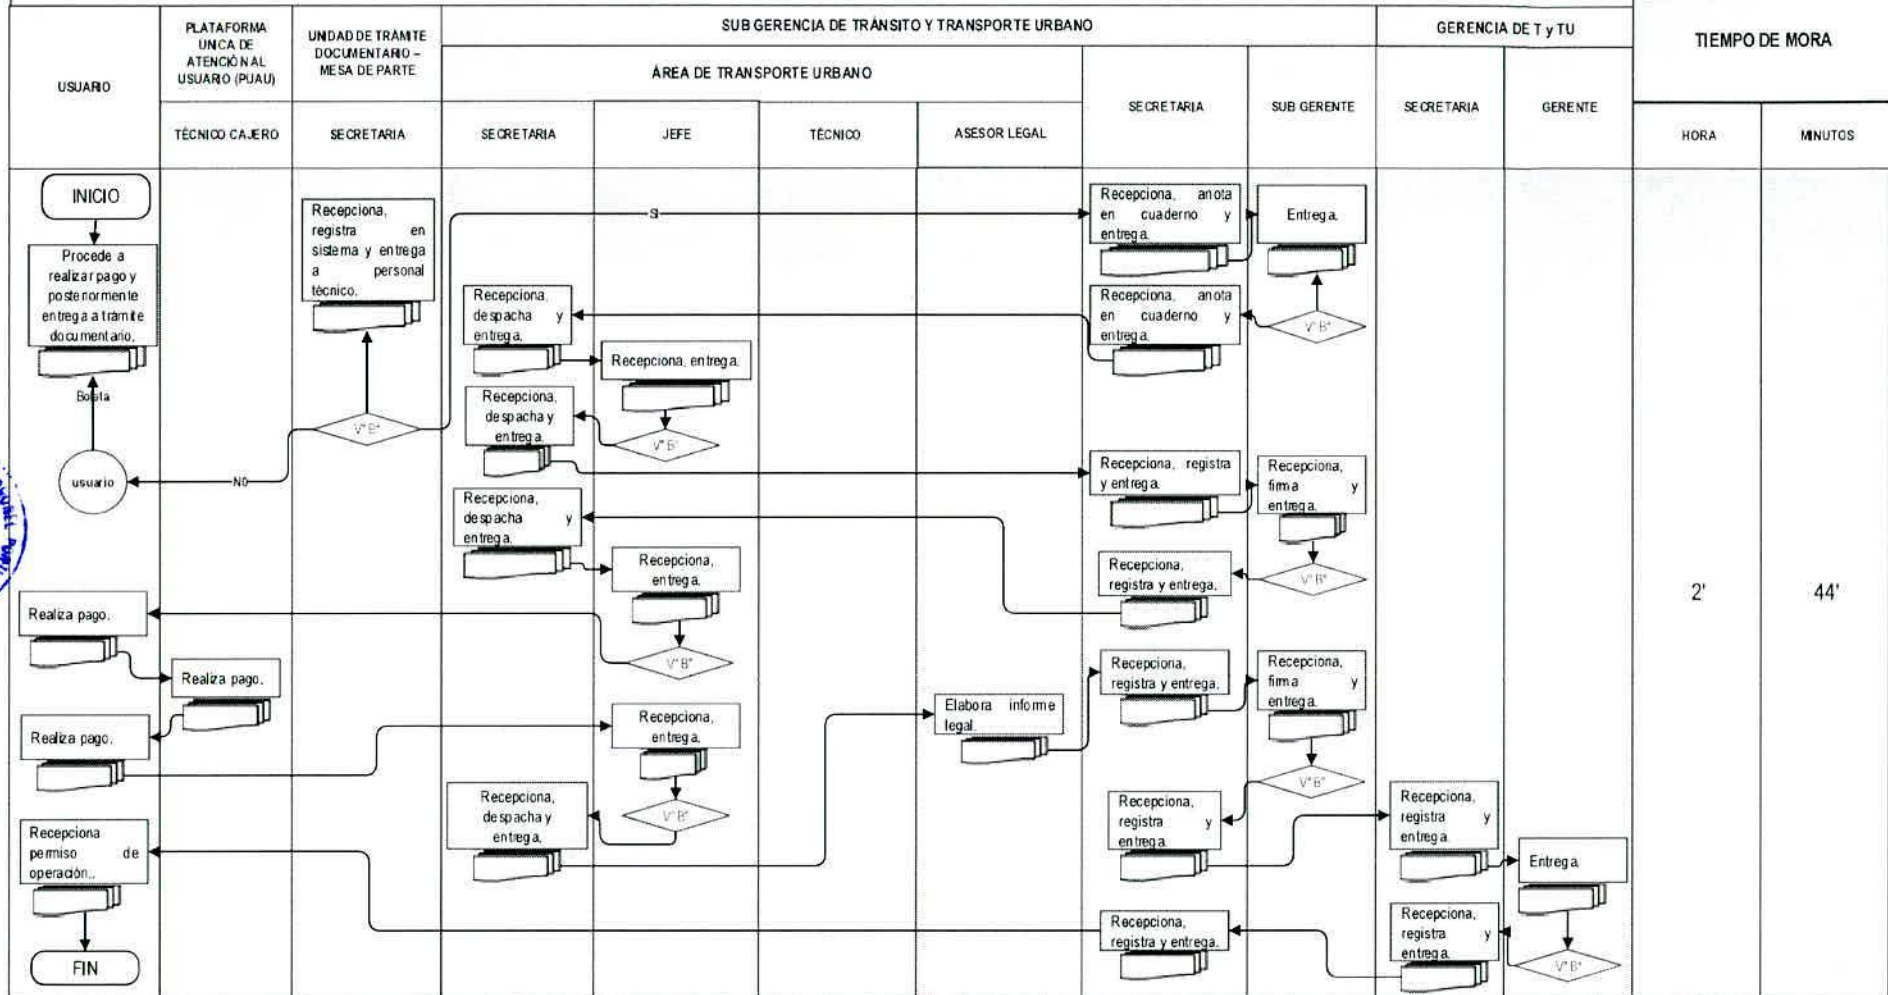 USUARIO
PLATAFORMA
ÚNICA DE
ATENCIÓN AL
USUARIO (PUAU)
TÉCNICO CAJERO
UNIDAD DE TRÁMITE
DOCUMENTARIO –
MESA DE PARTE
SECRETARIA
SUB GERENCIA DE TRÁNSITO Y TRANSPORTE URBANO
ÁREA DE TRANSPORTE URBANO
SECRETARIA
JEFE
TÉCNICO
ASESOR LEGAL
SECRETARIA
SUB GERENTE
GERENCIA DE T y TU
SECRETARIA
GERENTE
TIEMPO DE MORA
HORA
MINUTOS
INICIO
Procede a
realizar pago y
posteriormente
entrega a trámite
documentario.
Boleta
usuario
NO
Recepciona,
registra en
sistema y entrega
a personal
técnico.
V°B°
SI
Recepciona, anota
en cuaderno y
entrega.
Entrega.
V°B°
Recepciona, anota
en cuaderno y
entrega.
Recepciona,
despacha y
entrega.
Recepciona, entrega.
V°B°
Recepciona,
despacha y
entrega.
Recepciona, registra
y entrega.
Recepciona,
firma y
entrega.
V°B°
Recepciona,
registra y entrega.
Recepciona,
despacha y
entrega.
Recepciona,
entrega.
V°B°
Realiza pago.
Realiza pago.
Realiza pago.
Recepciona,
entrega.
V°B°
Recepciona,
despacha y
entrega.
Elabora informe
legal.
Recepciona,
registra y entrega.
Recepciona,
firma y
entrega.
V°B°
Recepciona,
registra y
entrega.
Recepciona,
registra y
entrega.
Entrega.
V°B°
Recepciona,
registra y
entrega.
Recepciona,
registra y entrega.
Recepciona
permiso de
operación..
FIN
2'
44'